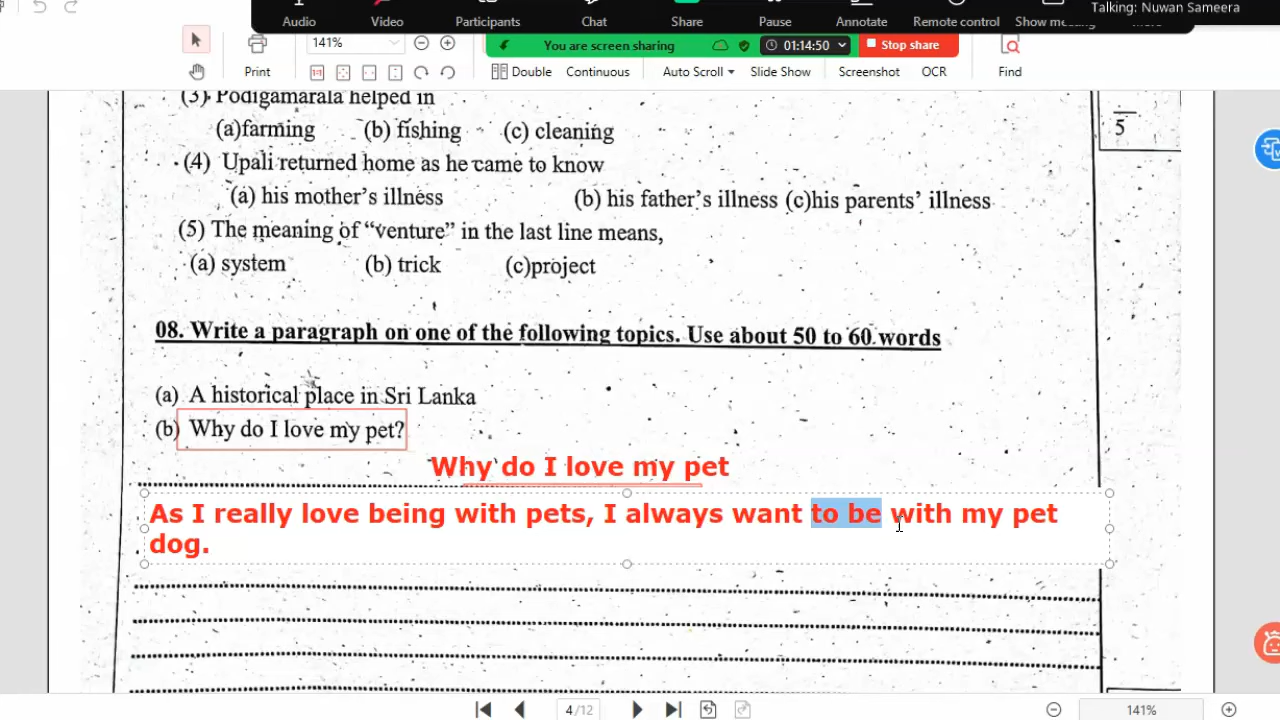 Talking: Nuwan Sameera
Audio Video Participants Chat Share Pause Annotate Remote control
141% You are screen sharing 01:14:50 Stop share
Print Double Continuous Auto Scroll Slide Show Screenshot OCR Find
(3) Podigamarala helped in
(a)farming (b) fishing (c) cleaning
5
(4) Upali returned home as he came to know
(a) his mother's illness (b) his father's illness (c)his parents' illness
(5) The meaning of "venture" in the last line means,
(a) system (b) trick (c)project
08. Write a paragraph on one of the following topics. Use about 50 to 60 words
(a) A historical place in Sri Lanka
(b) Why do I love my pet?
Why do I love my pet
As I really love being with pets, I always want to be with my pet
dog.
4/12 141%